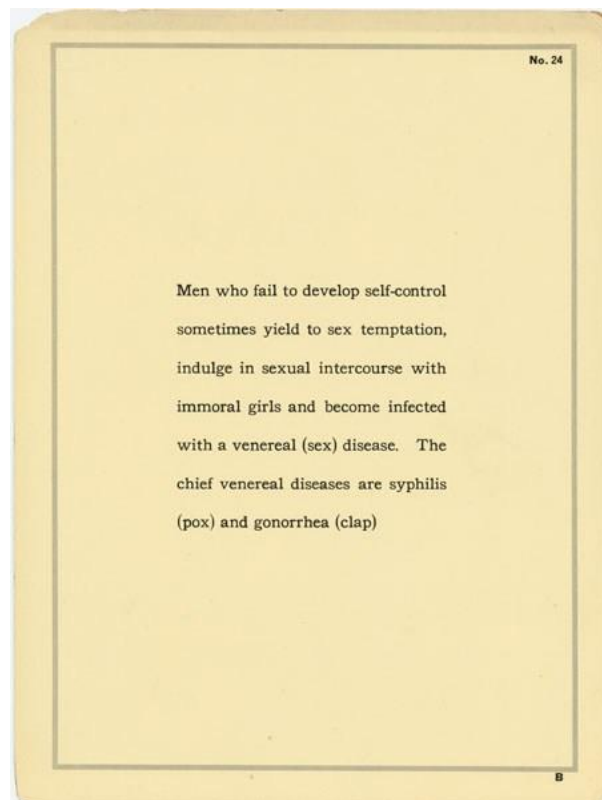 No. 24
Men who fail to develop self-control
sometimes yield to sex temptation,
indulge in sexual intercourse with
immoral girls and become infected
with a venereal (sex) disease. The
chief venereal diseases are syphilis
(pox) and gonorrhea (clap)
B